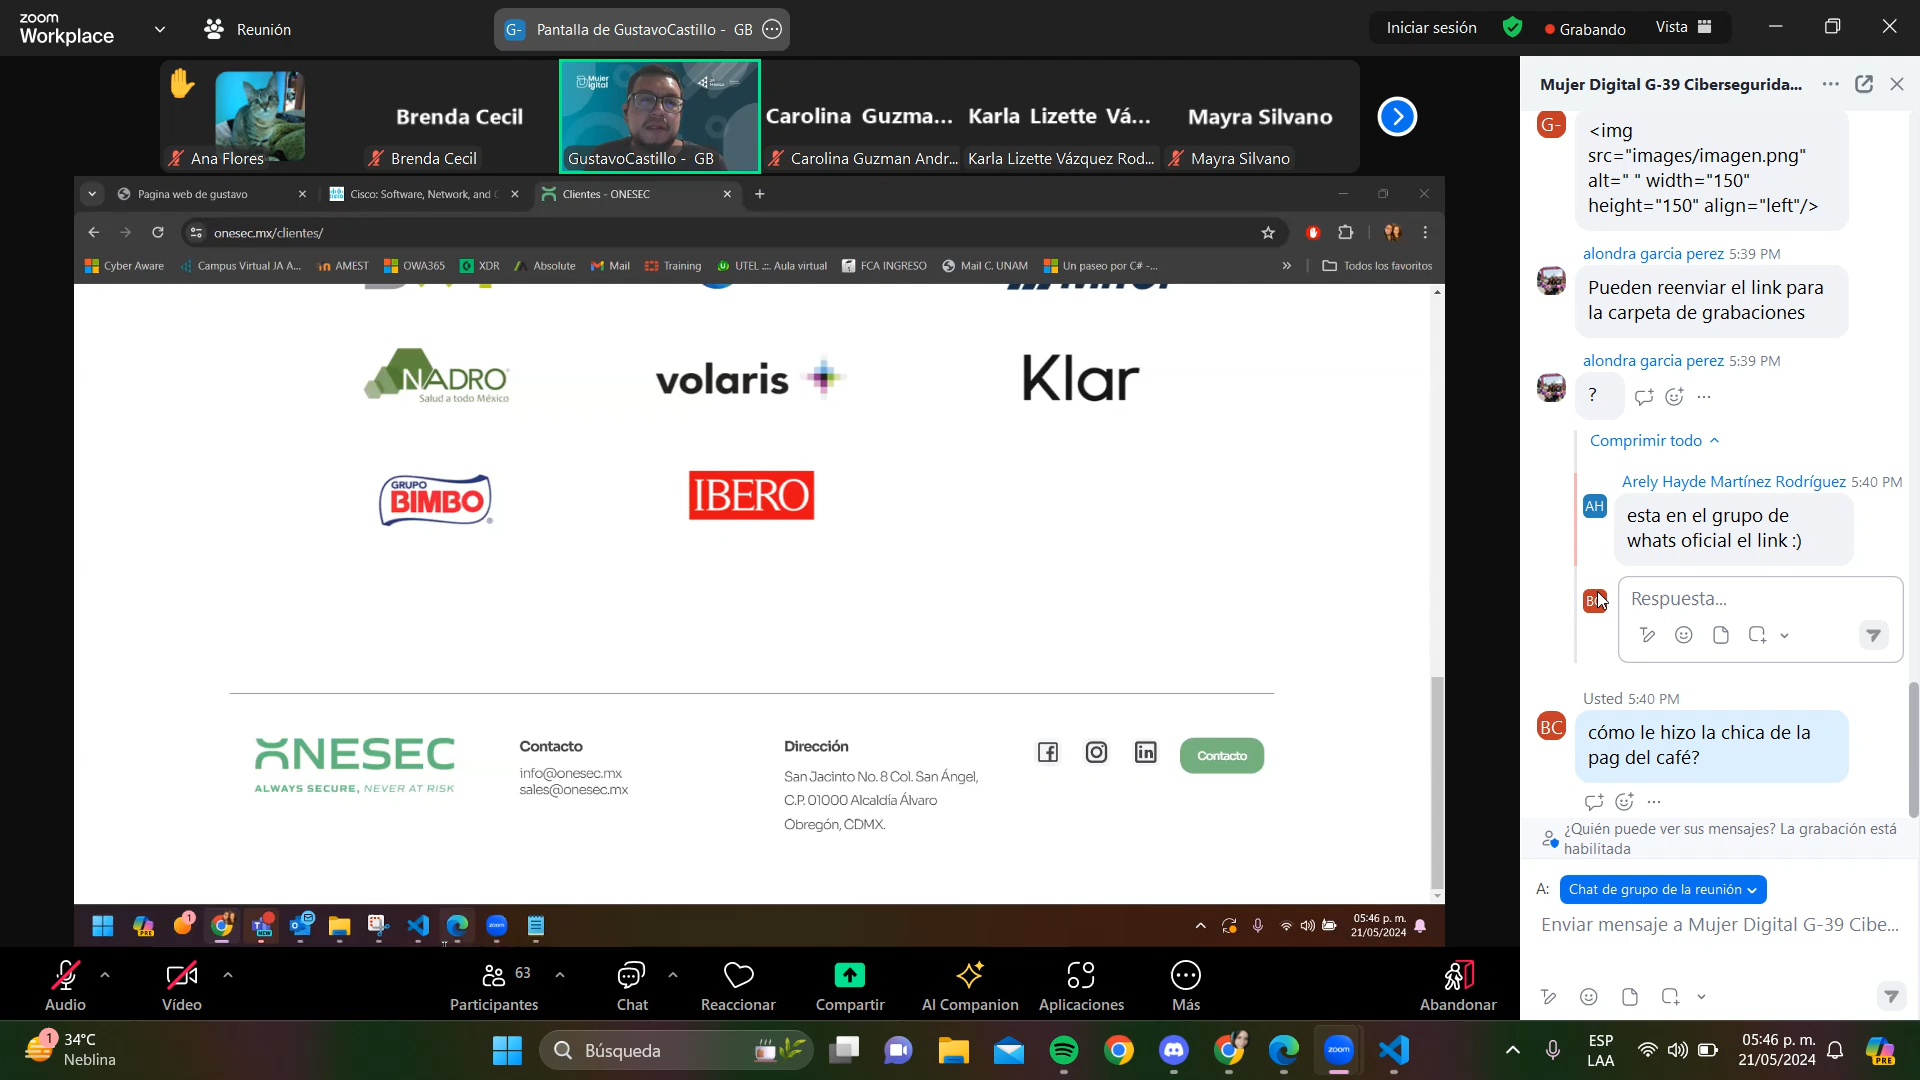 zoom
Workplace
Reunión
G- Pantalla de GustavoCastillo - GB
Iniciar sesión
Grabando
Vista
Ana Flores
Brenda Cecil
Brenda Cecil
Mujer Digital
GustavoCastillo - GB
Carolina Guzma...
Carolina Guzman Andr...
Karla Lizette Vá...
Karla Lizette Vázquez Rod...
Mayra Silvano
Mayra Silvano
Pagina web de gustavo
Cisco: Software, Network, and C
Clientes - ONESEC
onesec.mx/clientes/
Cyber Aware
Campus Virtual JA A...
AMEST
OWA365
XDR
Absolute
Mail
Training
UTEL .:. Aula virtual
FCA INGRESO
Mail C. UNAM
Un paseo por C# -...
»
Todos los favoritos
NADRO
Salud a todo México
volaris
Klar
GRUPO
BIMBO
IBERO
ONESEC
ALWAYS SECURE, NEVER AT RISK
Contacto
info@onesec.mx
sales@onesec.mx
Dirección
San Jacinto No. 8 Col. San Ángel,
C.P. 01000 Alcaldía Álvaro
Obregón, CDMX.
Contacto
05:46 p. m.
21/05/2024
Mujer Digital G-39 Cibersegurida...
G-
<img
src="images/imagen.png"
alt=" " width="150"
height="150" align="left"/>
alondra garcia perez 5:39 PM
Pueden reenviar el link para
la carpeta de grabaciones
alondra garcia perez 5:39 PM
?
Comprimir todo
Arely Hayde Martínez Rodríguez 5:40 PM
AH
esta en el grupo de
whats oficial el link :)
Respuesta...
Usted 5:40 PM
BC
cómo le hizo la chica de la
pag del café?
¿Quién puede ver sus mensajes? La grabación está
habilitada
A: Chat de grupo de la reunión
Enviar mensaje a Mujer Digital G-39 Cibe...
Audio
Vídeo
Participantes
63
Chat
Reaccionar
Compartir
AI Companion
Aplicaciones
Más
Abandonar
1
34°C
Neblina
Búsqueda
zoom
ESP
LAA
05:46 p. m.
21/05/2024
PRE